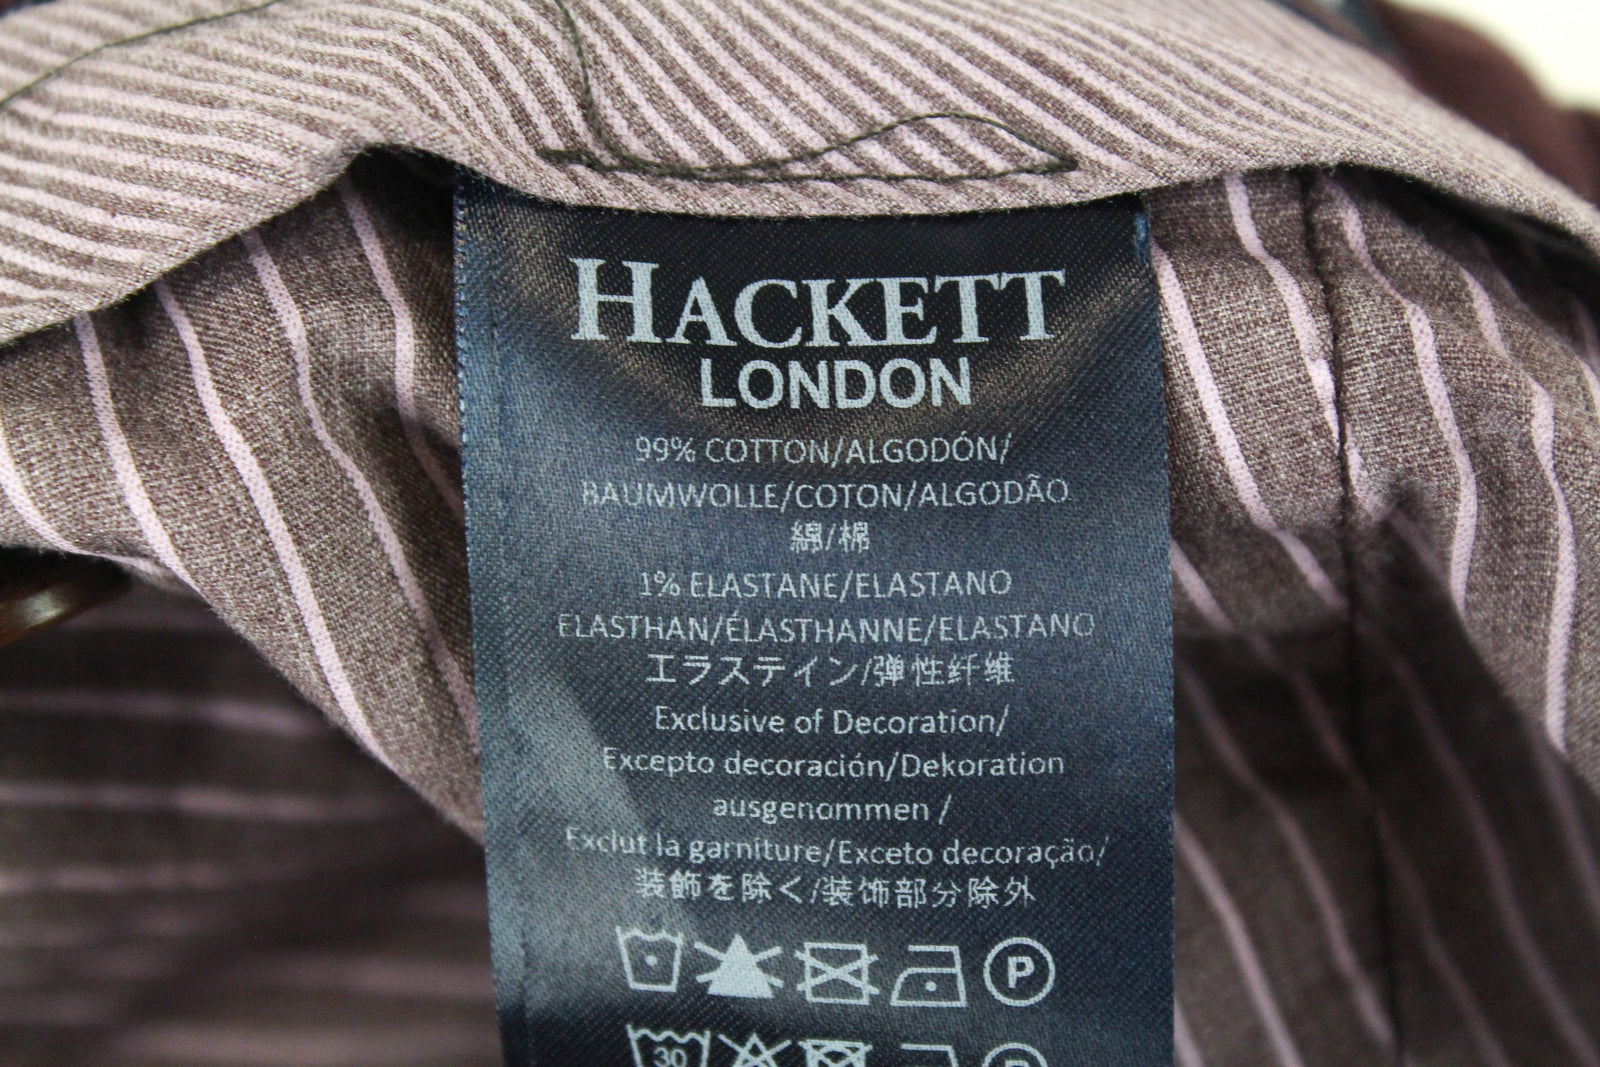 HACKETT
LONDON
99% COTTON/ALGODÓN/
BAUMWOLLE/COTON/ALGODÃO
綿/棉
1% ELASTANE/ELASTANO
ELASTHAN/ÉLASTHANNE/ELASTANO
エラステイン/弹性纤维
Exclusive of Decoration/
Excepto decoración/Dekoration
ausgenommen /
Exclut la garniture/Exceto decoração/
装飾を除く/装饰部分除外
P
30
P